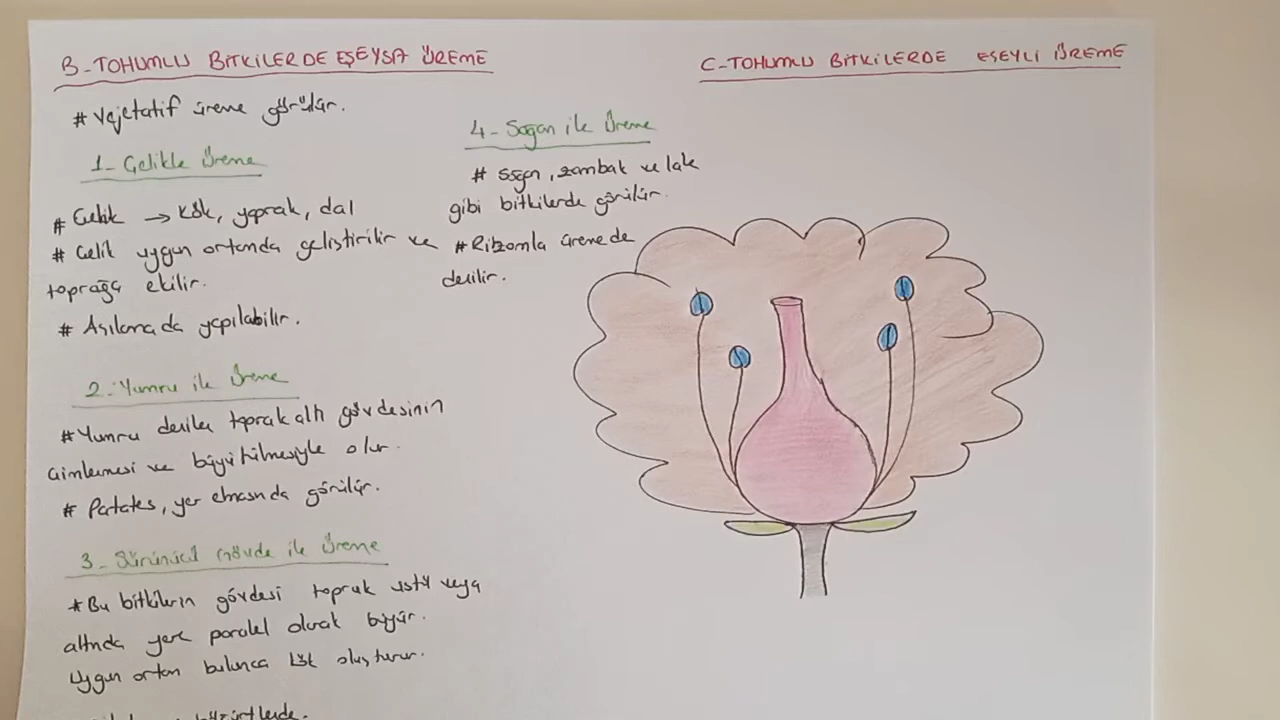 B-TOHUMLU BİTKİLERDE EŞEYSİZ ÜREME
# Vejetatif üreme görülür.
1- Çelikle Üreme
# Çelik → Kök, yaprak, dal
# Çelik uygun ortamda geliştirilir ve
toprağa ekilir.
# Aşılama da yapılabilir.
2- Yumru ile Üreme
# Yumru denilen toprak altı gövdesinin
çimlenmesi ve büyütülmesiyle olur.
# Patates, yer elmasında görülür.
3- Sürünücü Gövde ile Üreme
# Bu bitkilerin gövdesi toprak üstü veya
altında yere paralel olarak büyür.
Uygun ortam bulunca kök oluşturur.
4- Soğan ile Üreme
# Soğan, zambak ve lale
gibi bitkilerde görülür.
# Rizomla üreme de
denilir.
C-TOHUMLU BİTKİLERDE EŞEYLİ ÜREME